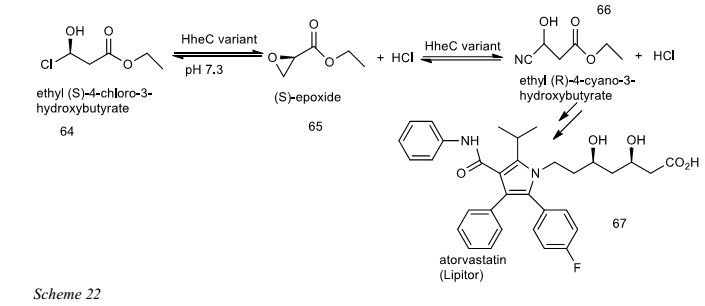 66
OH
O
Cl
O
ethyl (S)-4-chloro-3-
hydroxybutyrate
64
HheC variant
pH 7.3
O
O
O
(S)-epoxide
65
+ HCl
HheC variant
OH
O
NC
O
+ HCl
ethyl (R)-4-cyano-3-
hydroxybutyrate
NH
O
N
OH
OH
CO₂H
F
67
atorvastatin
(Lipitor)
Scheme 22